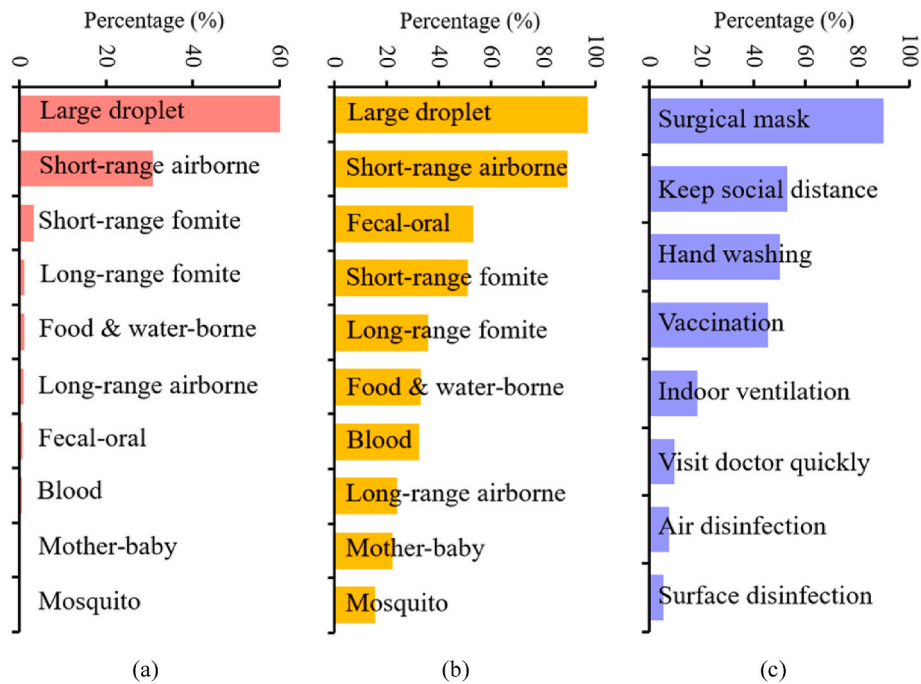 Percentage (%)
0 20 40 60
Large droplet
Short-range airborne
Short-range fomite
Long-range fomite
Food & water-borne
Long-range airborne
Fecal-oral
Blood
Mother-baby
Mosquito
(a)
Percentage (%)
0 20 40 60 80 100
Large droplet
Short-range airborne
Fecal-oral
Short-range fomite
Long-range fomite
Food & water-borne
Blood
Long-range airborne
Mother-baby
Mosquito
(b)
Percentage (%)
0 20 40 60 80 100
Surgical mask
Keep social distance
Hand washing
Vaccination
Indoor ventilation
Visit doctor quickly
Air disinfection
Surface disinfection
(c)